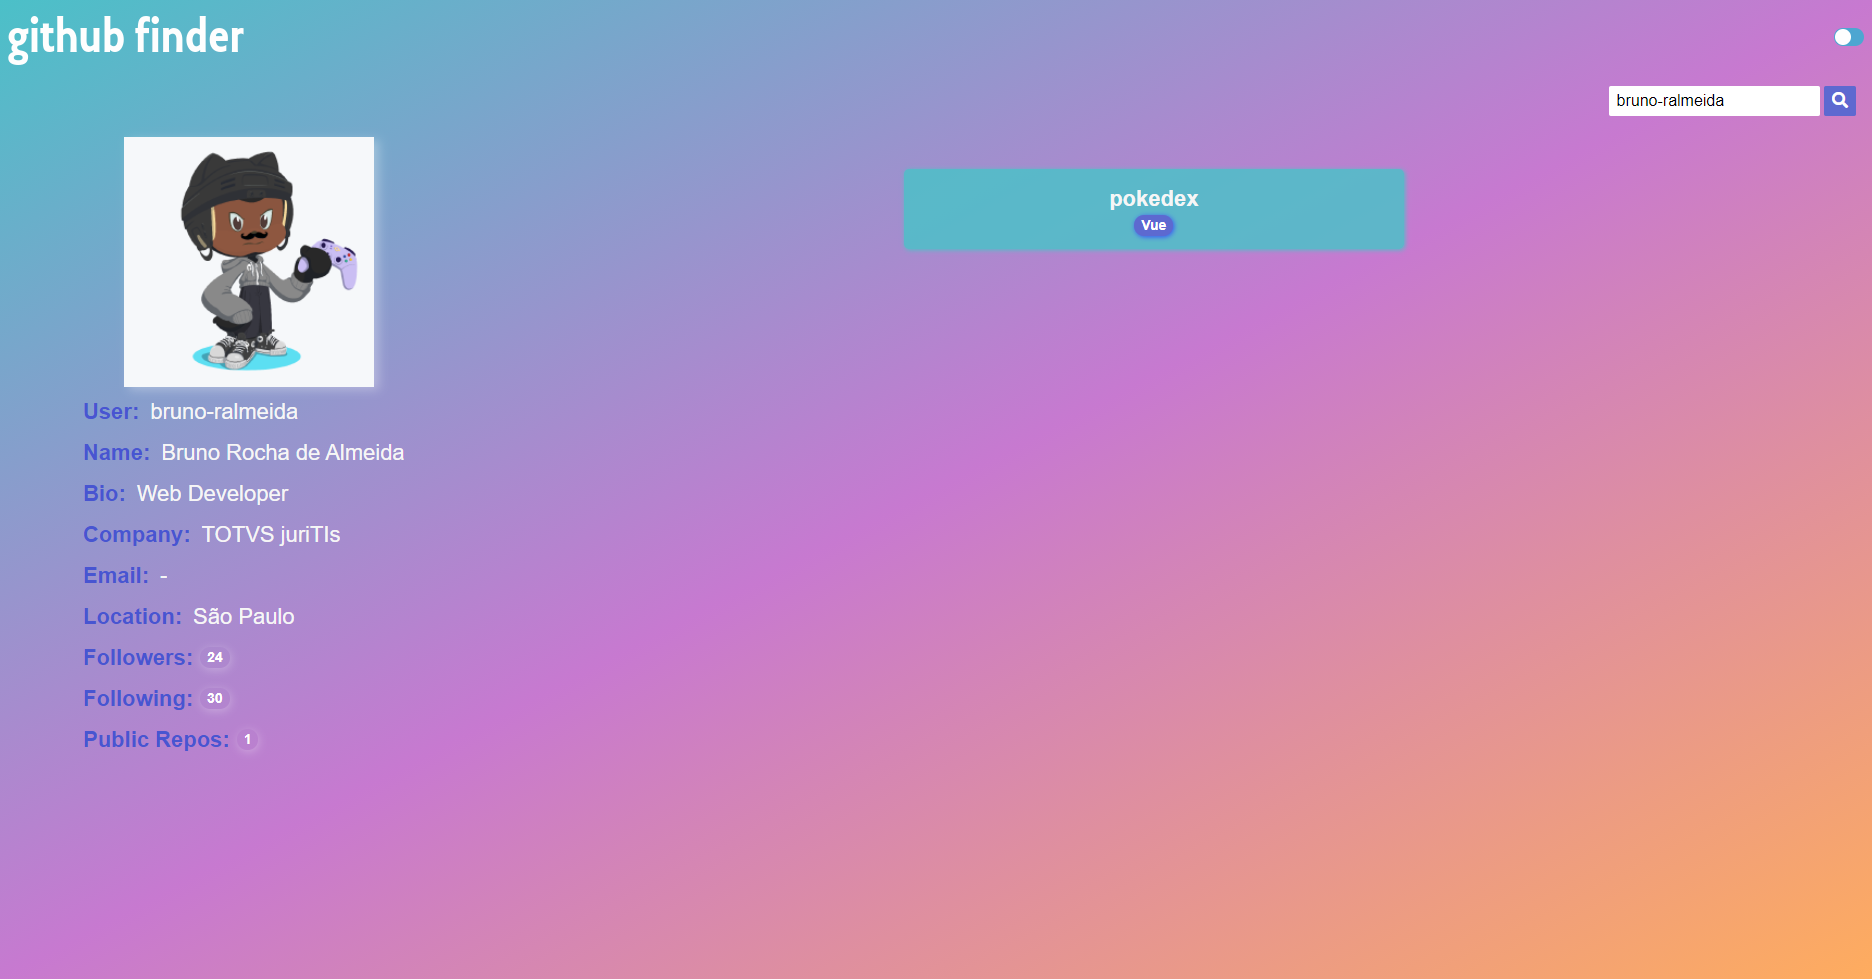 github finder
bruno-ralmeida
pokedex
Vue
User: bruno-ralmeida
Name: Bruno Rocha de Almeida
Bio: Web Developer
Company: TOTVS juriTIs
Email: -
Location: São Paulo
Followers: 24
Following: 30
Public Repos: 1